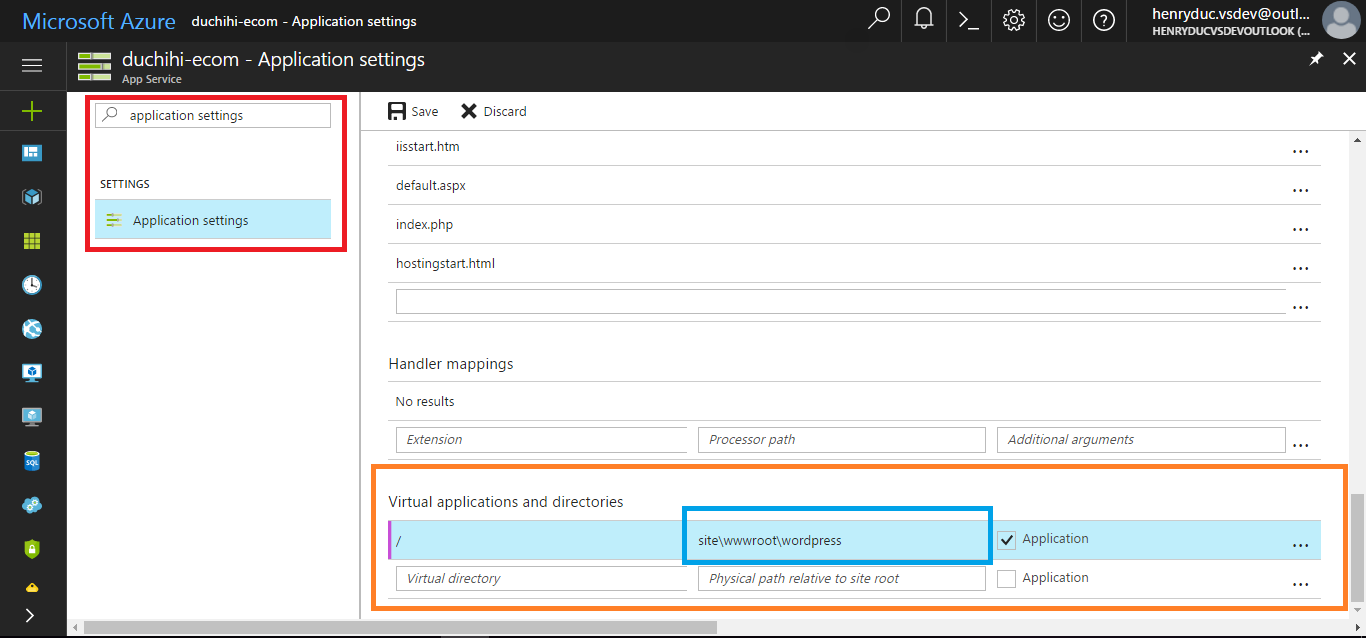 Microsoft Azure duchihi-ecom - Application settings
henryduc.vsdev@outl...
HENRYDUCVSDEVOUTLOOK (...
duchihi-ecom - Application settings
App Service
application settings
SETTINGS
Application settings
Save Discard
iisstart.htm
default.aspx
index.php
hostingstart.html
Handler mappings
No results
Extension Processor path Additional arguments
Virtual applications and directories
/ site\wwwroot\wordpress Application
Virtual directory Physical path relative to site root Application
SQL